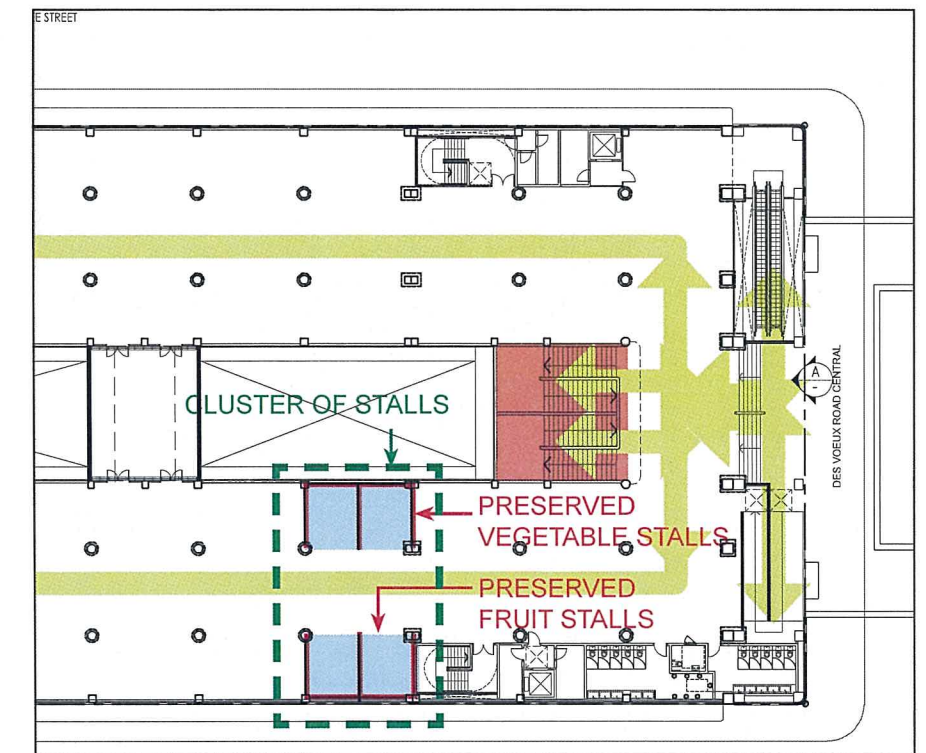 E STREET
CLUSTER OF STALLS
A
-
DES VOEUX ROAD CENTRAL
PRESERVED
VEGETABLE STALLS
PRESERVED
FRUIT STALLS